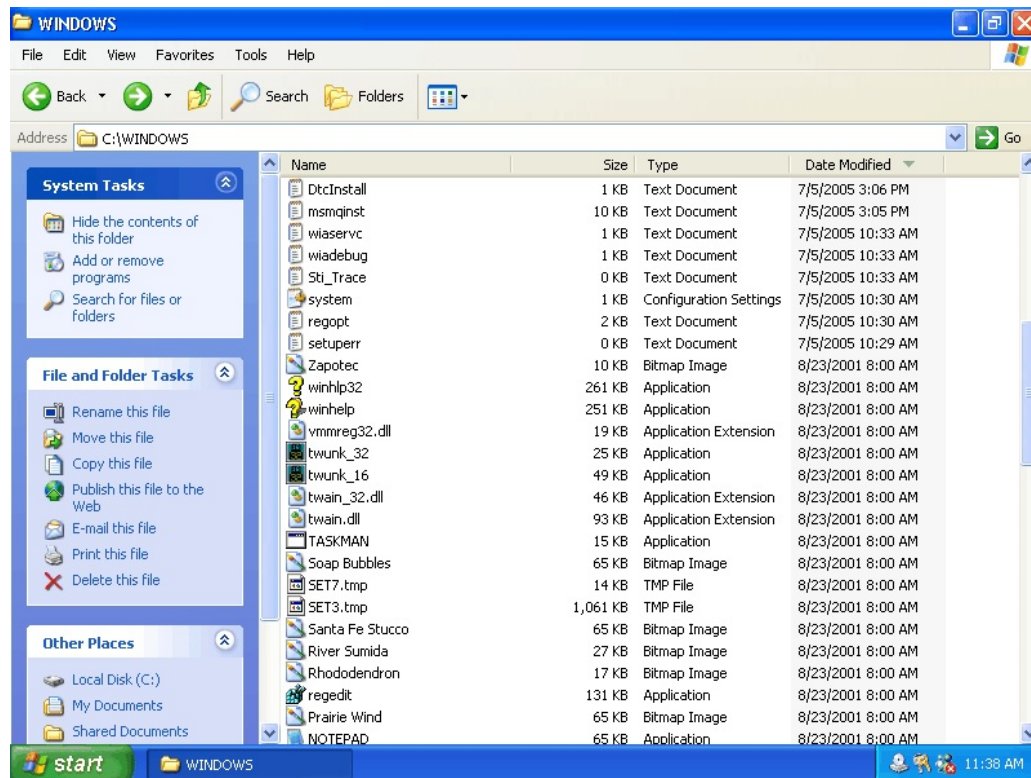 WINDOWS
File Edit View Favorites Tools Help
Back Search Folders
Address C:\WINDOWS Go
Name Size Type Date Modified
System Tasks
Hide the contents of
this folder
Add or remove
programs
Search for files or
folders
File and Folder Tasks
Rename this file
Move this file
Copy this file
Publish this file to the
Web
E-mail this file
Print this file
Delete this file
Other Places
Local Disk (C:)
My Documents
Shared Documents
DtcInstall 1 KB Text Document 7/5/2005 3:06 PM
msmqinst 10 KB Text Document 7/5/2005 3:05 PM
wiaservc 1 KB Text Document 7/5/2005 10:33 AM
wiadebug 1 KB Text Document 7/5/2005 10:33 AM
Sti_Trace 0 KB Text Document 7/5/2005 10:33 AM
system 1 KB Configuration Settings 7/5/2005 10:30 AM
regopt 2 KB Text Document 7/5/2005 10:30 AM
setuperr 0 KB Text Document 7/5/2005 10:29 AM
Zapotec 10 KB Bitmap Image 8/23/2001 8:00 AM
winhlp32 261 KB Application 8/23/2001 8:00 AM
winhelp 251 KB Application 8/23/2001 8:00 AM
vmmreg32.dll 19 KB Application Extension 8/23/2001 8:00 AM
twunk_32 25 KB Application 8/23/2001 8:00 AM
twunk_16 49 KB Application 8/23/2001 8:00 AM
twain_32.dll 46 KB Application Extension 8/23/2001 8:00 AM
twain.dll 93 KB Application Extension 8/23/2001 8:00 AM
TASKMAN 15 KB Application 8/23/2001 8:00 AM
Soap Bubbles 65 KB Bitmap Image 8/23/2001 8:00 AM
SET7.tmp 14 KB TMP File 8/23/2001 8:00 AM
SET3.tmp 1,061 KB TMP File 8/23/2001 8:00 AM
Santa Fe Stucco 65 KB Bitmap Image 8/23/2001 8:00 AM
River Sumida 27 KB Bitmap Image 8/23/2001 8:00 AM
Rhododendron 17 KB Bitmap Image 8/23/2001 8:00 AM
regedit 131 KB Application 8/23/2001 8:00 AM
Prairie Wind 65 KB Bitmap Image 8/23/2001 8:00 AM
NOTEPAD 65 KB Application 8/23/2001 8:00 AM
start WINDOWS 11:38 AM